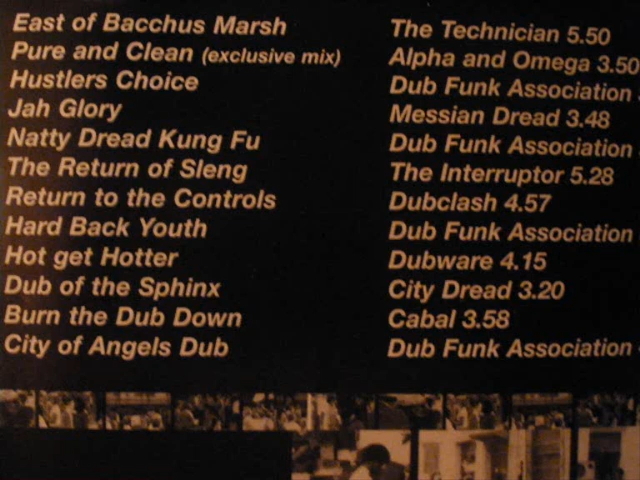 East of Bacchus Marsh The Technician 5.50
Pure and Clean (exclusive mix) Alpha and Omega 3.50
Hustlers Choice Dub Funk Association
Jah Glory Messian Dread 3.48
Natty Dread Kung Fu Dub Funk Association
The Return of Sleng The Interruptor 5.28
Return to the Controls Dubclash 4.57
Hard Back Youth Dub Funk Association
Hot get Hotter Dubware 4.15
Dub of the Sphinx City Dread 3.20
Burn the Dub Down Cabal 3.58
City of Angels Dub Dub Funk Association